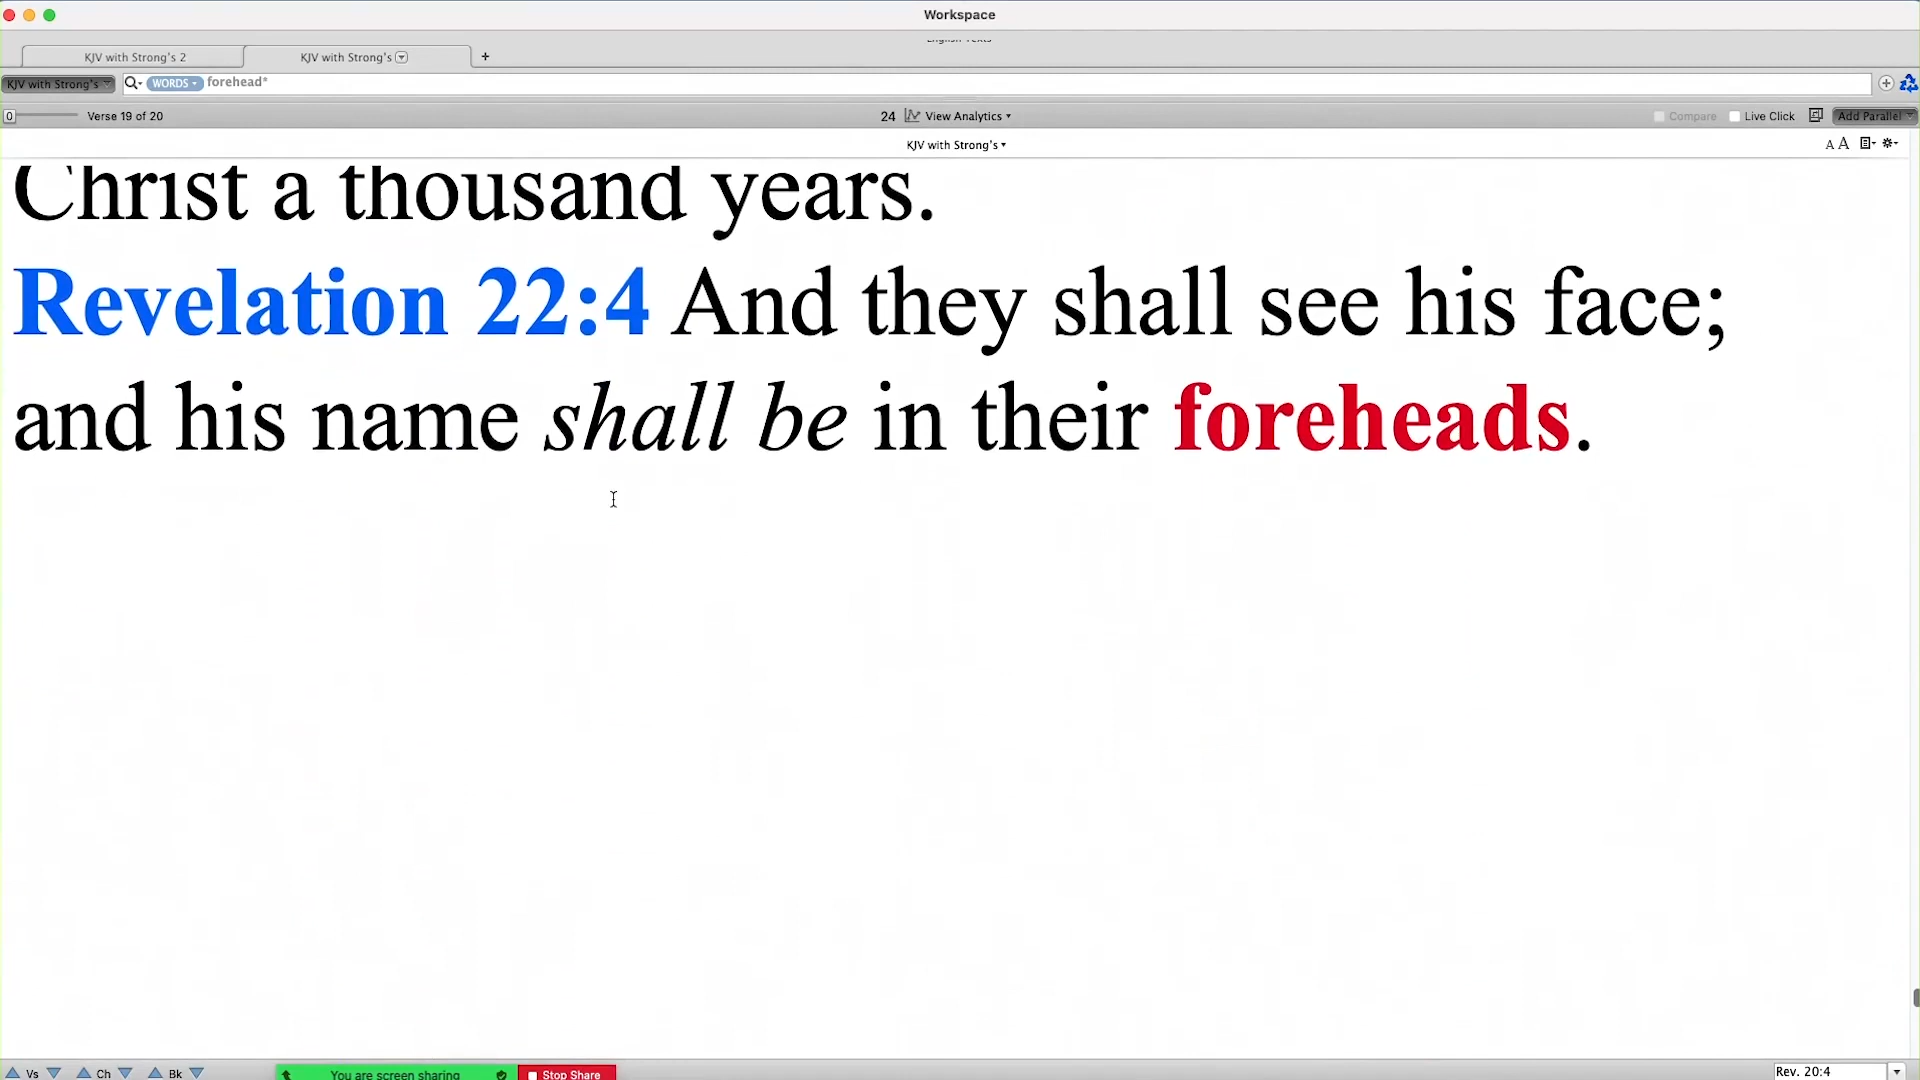 Workspace
English Texts
KJV with Strong's 2
KJV with Strong's
+
KJV with Strong's
WORDS
forehead*
0
Verse 19 of 20
24
View Analytics
Compare
Live Click
Add Parallel
KJV with Strong's
A A
Christ a thousand years.
Revelation 22:4 And they shall see his face;
and his name shall be in their foreheads.
Vs
Ch
Bk
You are screen sharing
Stop Share
Rev. 20:4